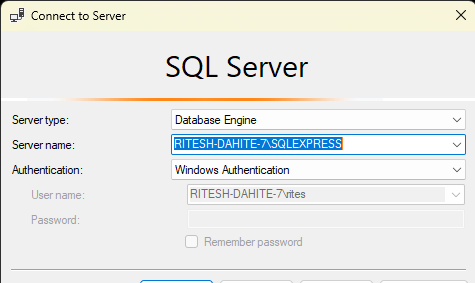 Connect to Server
SQL Server
Server type: Database Engine
Server name: RITESH-DAHITE-7\SQLEXPRESS
Authentication: Windows Authentication
User name: RITESH-DAHITE-7\rites
Password:
Remember password